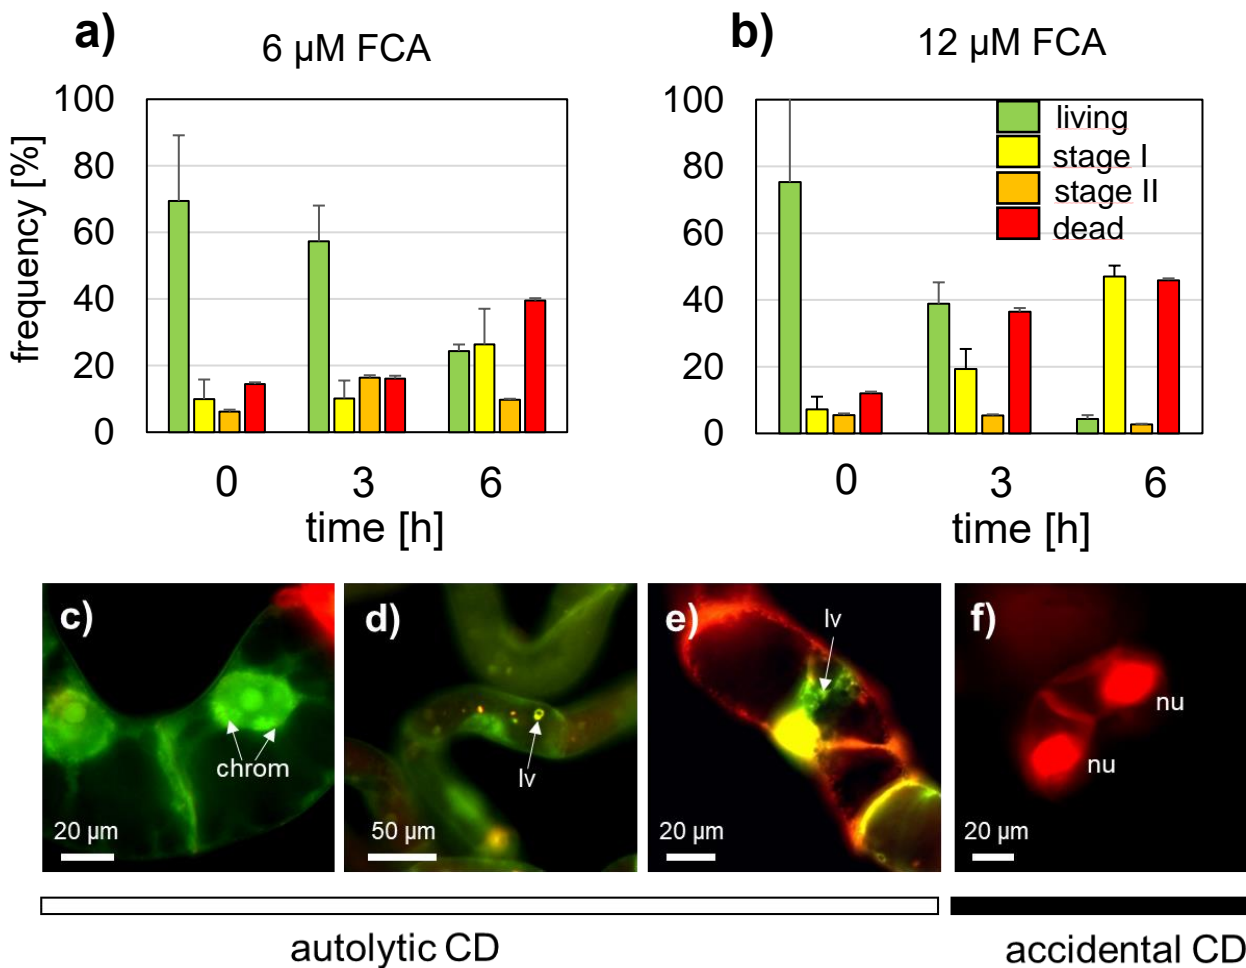 a)
6 µM FCA
frequency [%]
100
80
60
40
20
0
0 3 6
time [h]
b)
12 µM FCA
100
80
60
40
20
0
living
stage I
stage II
dead
0 3 6
time [h]
c)
chrom
20 µm
d)
lv
50 µm
e)
lv
20 µm
f)
nu
nu
20 µm
autolytic CD
accidental CD